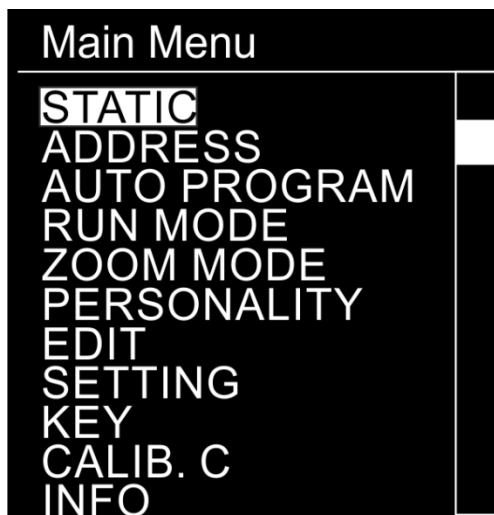 Main Menu
STATIC
ADDRESS
AUTO PROGRAM
RUN MODE
ZOOM MODE
PERSONALITY
EDIT
SETTING
KEY
CALIB. C
INFO